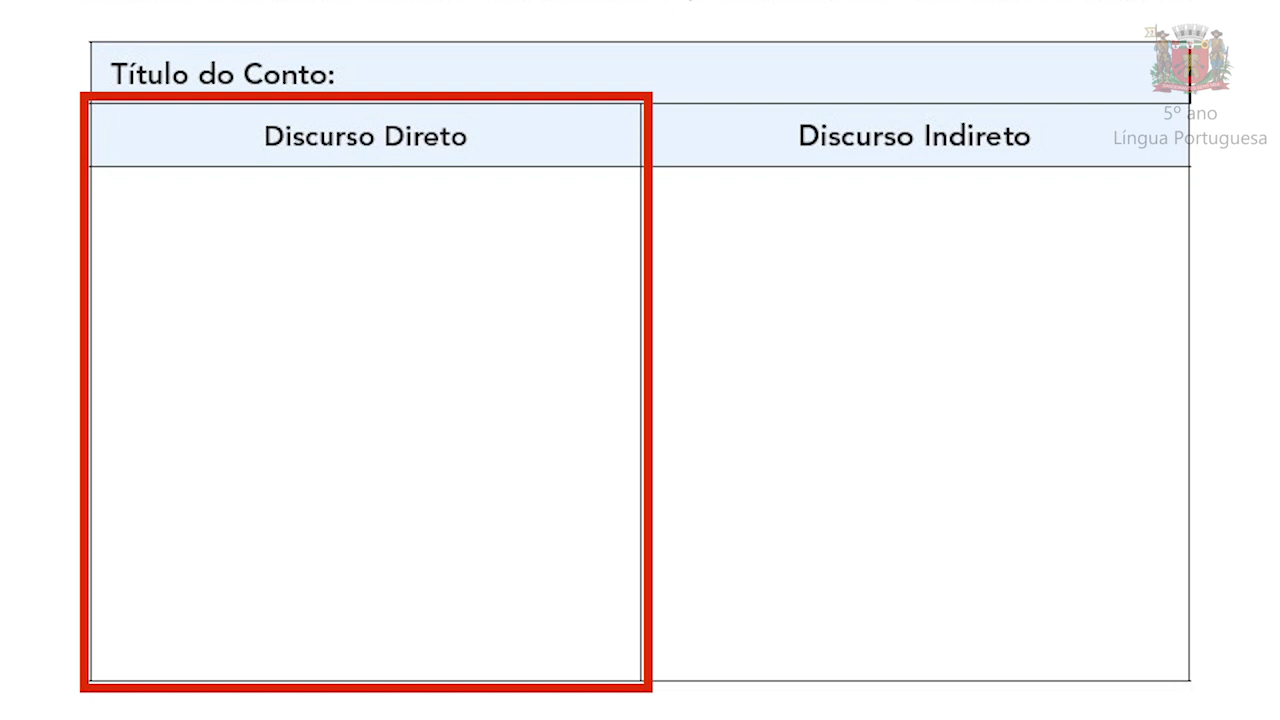 Título do Conto:
Discurso Direto
Discurso Indireto
5º ano
Língua Portuguesa